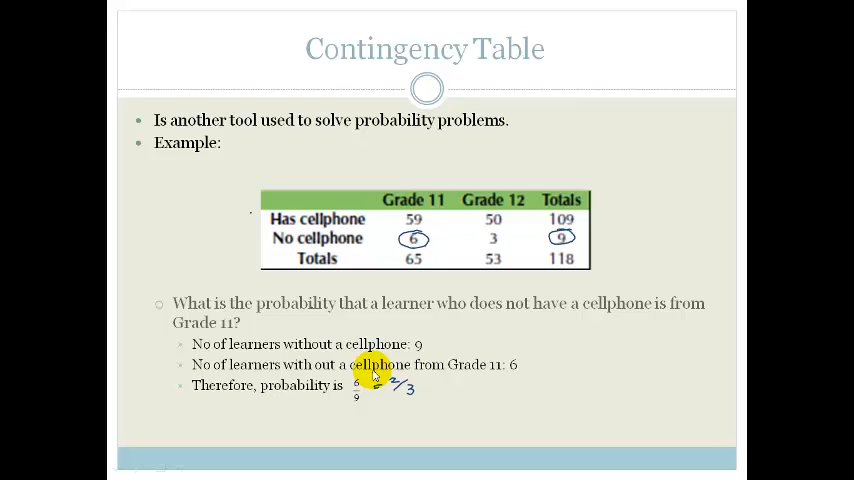 Contingency Table
Is another tool used to solve probability problems.
Example:
Grade 11 Grade 12 Totals
Has cellphone 59 50 109
No cellphone 6 3 9
Totals 65 53 118
What is the probability that a learner who does not have a cellphone is from
Grade 11?
No of learners without a cellphone: 9
No of learners with out a cellphone from Grade 11: 6
Therefore, probability is 6/9 = 2/3